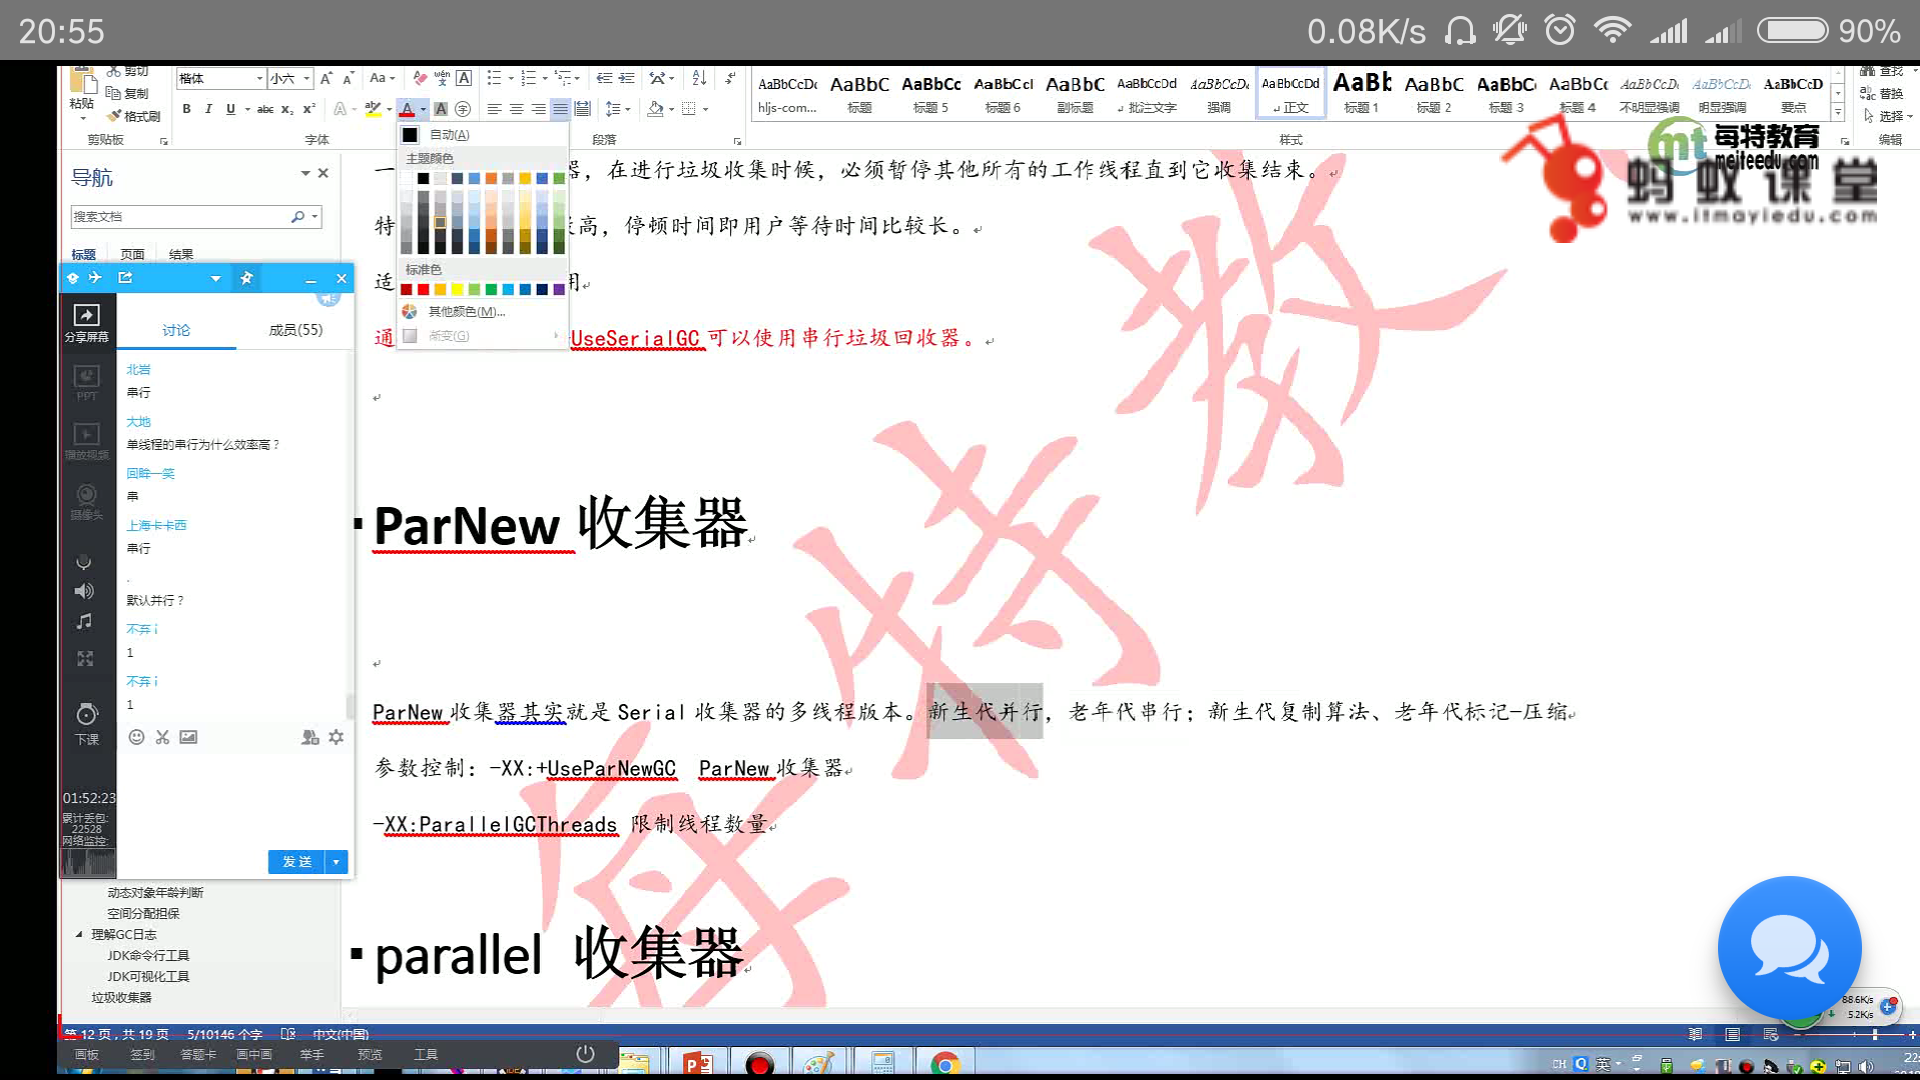 20:55
0.08K/s
90%
剪切
楷体
小六
粘贴
复制
格式刷
剪贴板
字体
段落
样式
编辑
AaBbCcDc
hljs-com...
AaBbC
标题
AaBbCc
标题 5
AaBbCcl
标题 6
AaBbC
副标题
AaBbCcDd
批注文字
AaBbCcDc
强调
AaBbCcDd
正文
AaBb
标题 1
AaBbC
标题 2
AaBbCc
标题 3
AaBbCc
标题 4
AaBbCcDc
不明显强调
AaBbCcDc
明显强调
AaBbCcD
要点
查找
替换
选择
每特教育
meiteedu.com
蚂蚁课堂
www.itmayiedu.com
自动(A)
主题颜色
标准色
其他颜色(M)...
渐变(G)
导航
搜索文档
标题 页面 结果
器，在进行垃圾收集时候，必须暂停其他所有的工作线程直到它收集结束。
特
高，停顿时间即用户等待时间比较长。
适
用
通
UseSerialGC 可以使用串行垃圾回收器。
分享屏幕
PPT
播放视频
摄像头
下课
01:52:23
累计丢包:
22528
网络监控:
讨论 成员(55)
北岩
串行
大地
单线程的串行为什么效率高？
回眸一笑
串
上海卡卡西
串行
.
默认并行？
不弃i
1
不弃i
1
发送
ParNew 收集器
ParNew 收集器其实就是 Serial 收集器的多线程版本。新生代并行，老年代串行；新生代复制算法、老年代标记-压缩
参数控制：-XX:+UseParNewGC ParNew 收集器
-XX:ParallelGCThreads 限制线程数量
parallel 收集器
每特教
动态对象年龄判断
空间分配担保
理解GC日志
JDK命令行工具
JDK可视化工具
垃圾收集器
第 12 页，共 19 页 5/10146 个字 中文(中国)
画板 签到 答题卡 画中画 举手 预览 工具
88.6K/s
5.2K/s
CH
英